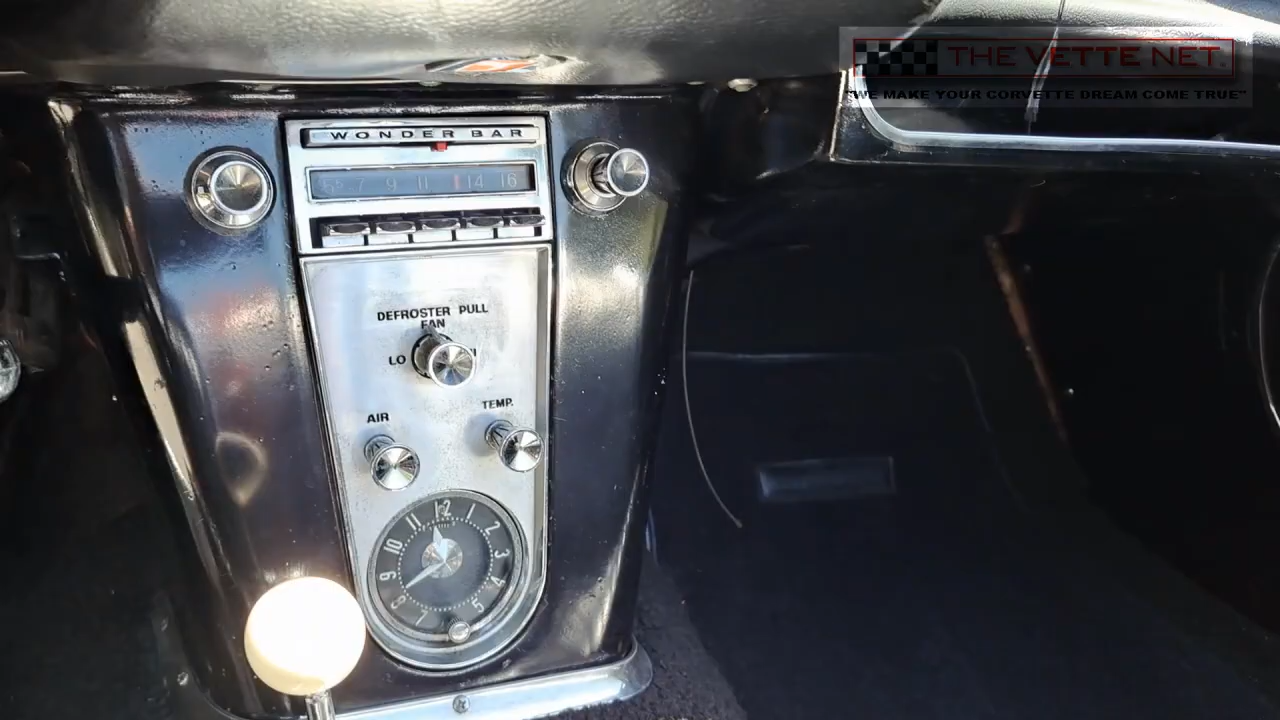 THE VETTE NET.
"WE MAKE YOUR CORVETTE DREAM COME TRUE"
WONDER BAR
7 9 11 14 16
DEFROSTER PULL
FAN
LO
AIR
TEMP.
12 1 2 3 4 5 7 8 9 10 11